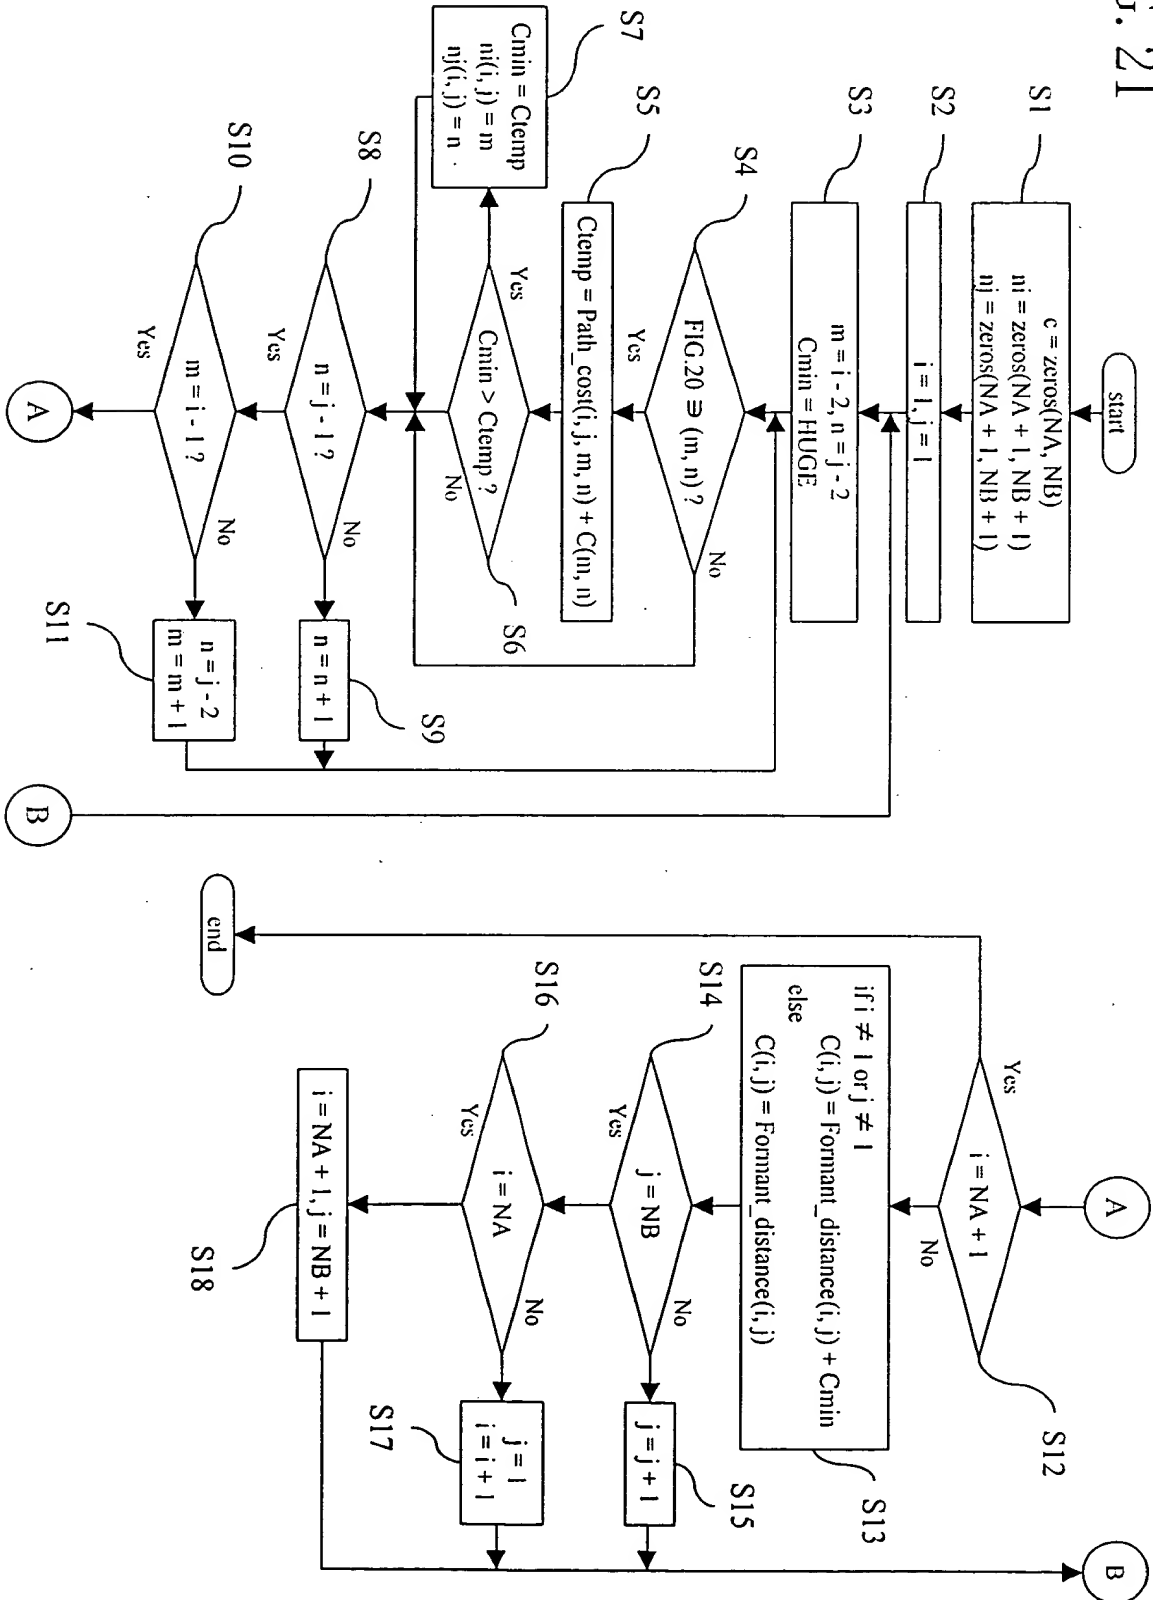 G. 21
start
S1
c = zeros(NA, NB)
ni = zeros(NA + 1, NB + 1)
nj = zeros(NA + 1, NB + 1)
S2
i = 1, j = 1
S3
m = i - 2, n = j - 2
Cmin = HUGE
S4
FIG.20 ∋ (m, n) ?
No
Yes
S5
Ctemp = Path_cost(i, j, m, n) + C(m, n)
S6
Cmin > Ctemp ?
Yes
No
S7
Cmin = Ctemp
ni(i, j) = m
nj(i, j) = n
S8
n = j - 1 ?
No
Yes
S9
n = n + 1
S10
m = i - 1 ?
No
Yes
S11
n = j - 2
m = m + 1
A
B
A
B
S12
i = NA + 1
Yes
No
S13
if i ≠ 1 or j ≠ 1
C(i, j) = Formant_distance(i, j) + Cmin
else
C(i, j) = Formant_distance(i, j)
S14
j = NB
No
Yes
S15
j = j + 1
S16
i = NA
No
Yes
S17
j = 1
i = i + 1
S18
i = NA + 1, j = NB + 1
end